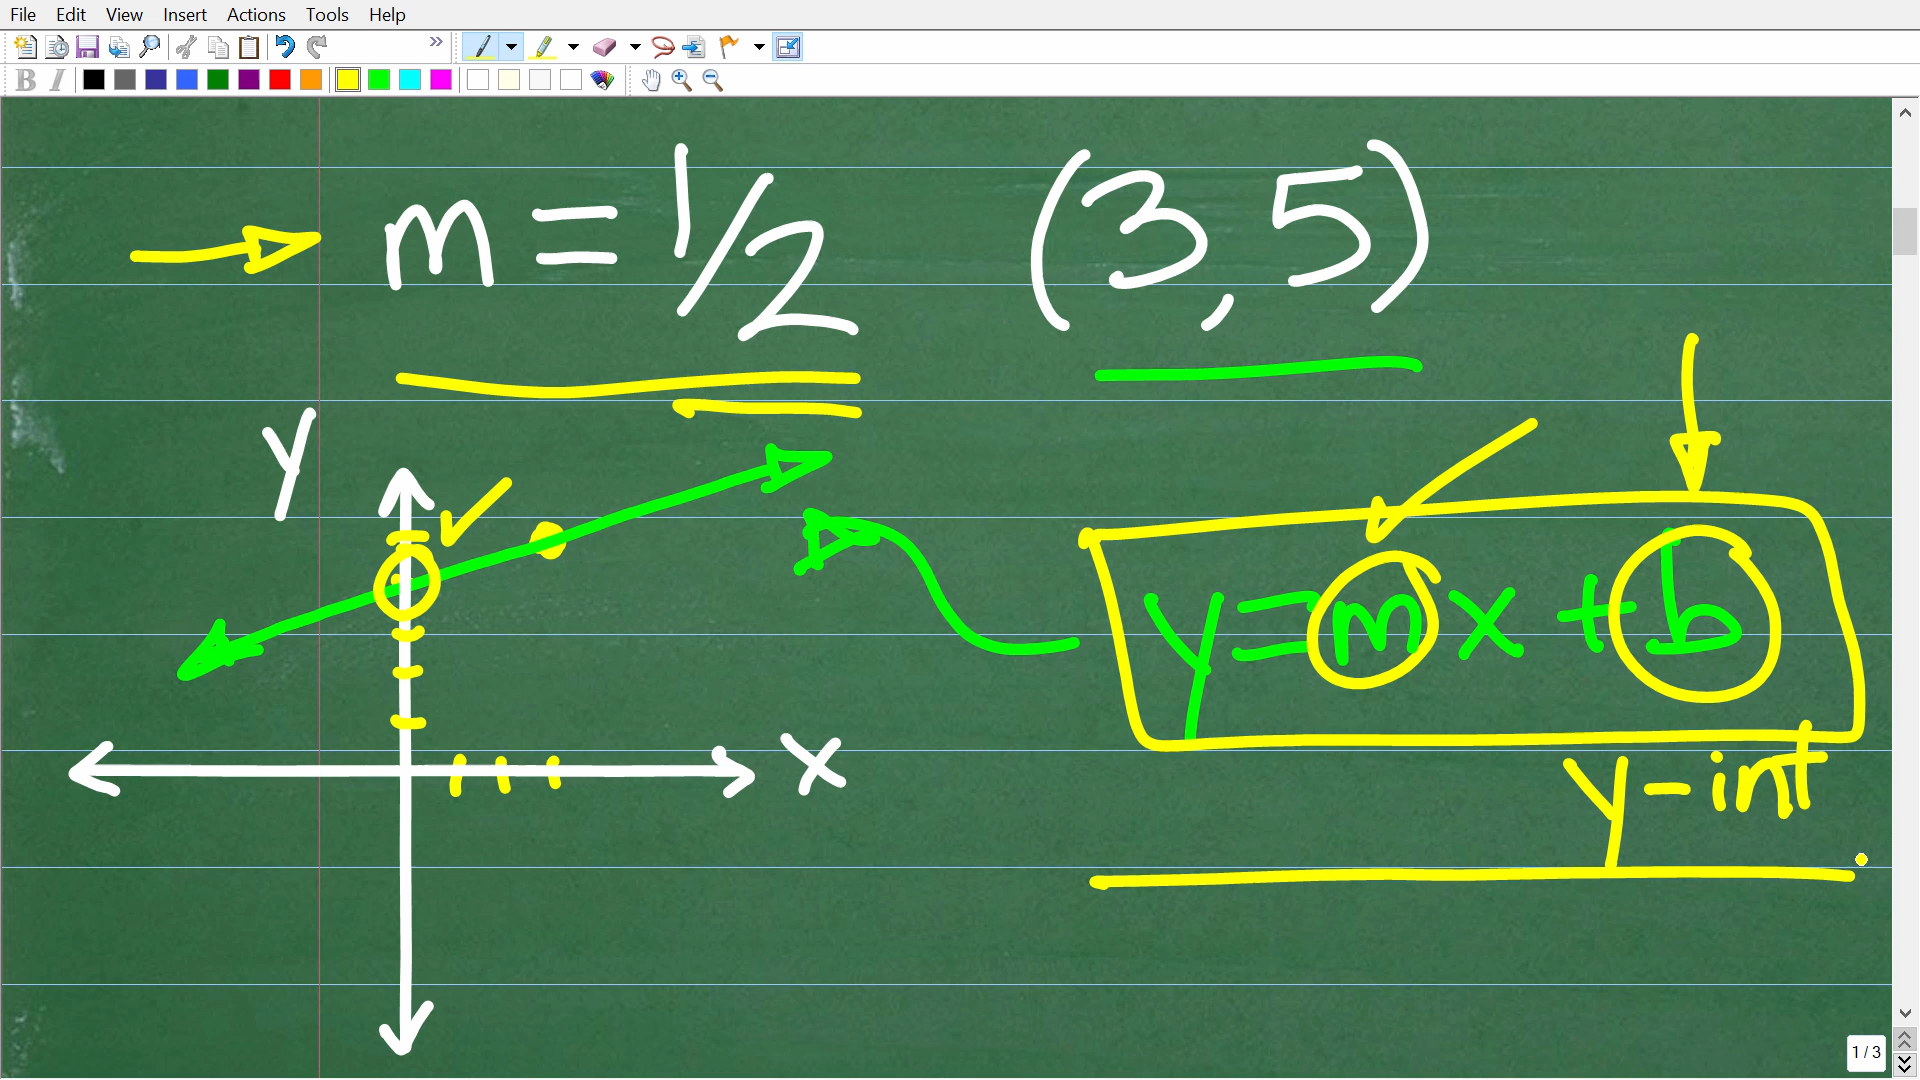 File Edit View Insert Actions Tools Help
B I
m = 1/2 (3,5)
y
y = mx + b
x
y-int
1 / 3